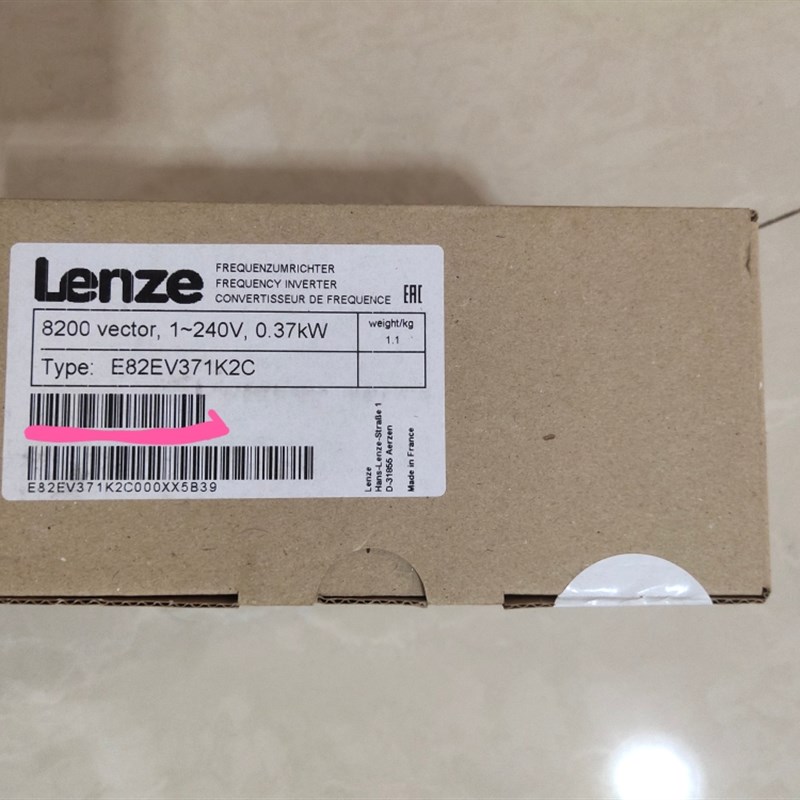 Lenze
FREQUENZUMRICHTER
FREQUENCY INVERTER
CONVERTISSEUR DE FREQUENCE
EAC
8200 vector, 1~240V, 0.37kW
weight/kg
1.1
Type: E82EV371K2C
E82EV371K2C000XX5B39
Lenze
Hans-Lenze-Straße 1
D-31855 Aerzen
Made in France